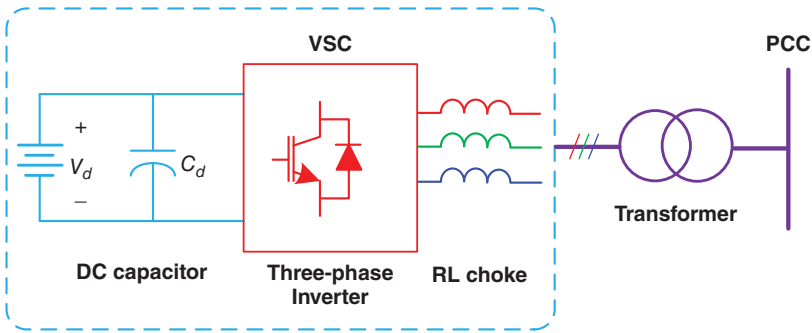 VSC
PCC
+
V_d
–
C_d
Transformer
DC capacitor
Three-phase
Inverter
RL choke